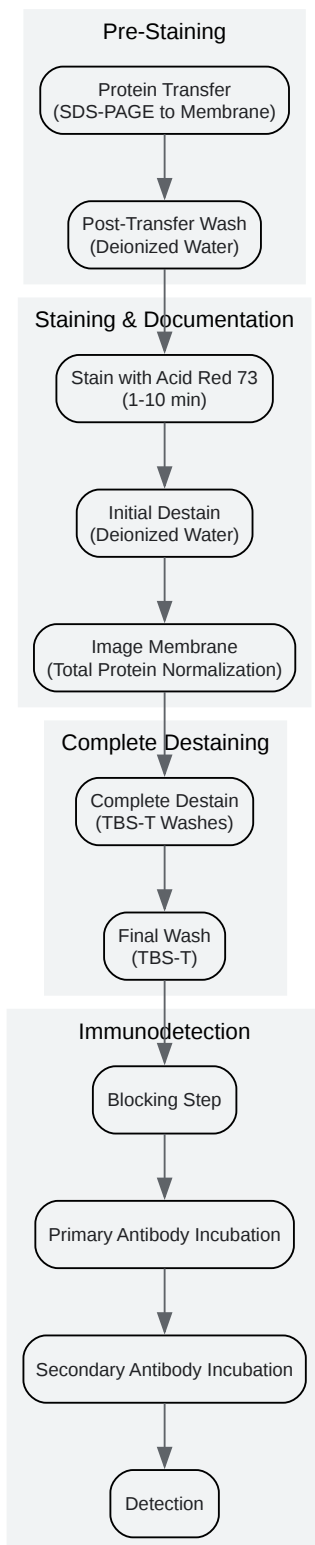 Pre-Staining
Protein Transfer
(SDS-PAGE to Membrane)
Post-Transfer Wash
(Deionized Water)
Staining & Documentation
Stain with Acid Red 73
(1-10 min)
Initial Destain
(Deionized Water)
Image Membrane
(Total Protein Normalization)
Complete Destaining
Complete Destain
(TBS-T Washes)
Final Wash
(TBS-T)
Immunodetection
Blocking Step
Primary Antibody Incubation
Secondary Antibody Incubation
Detection